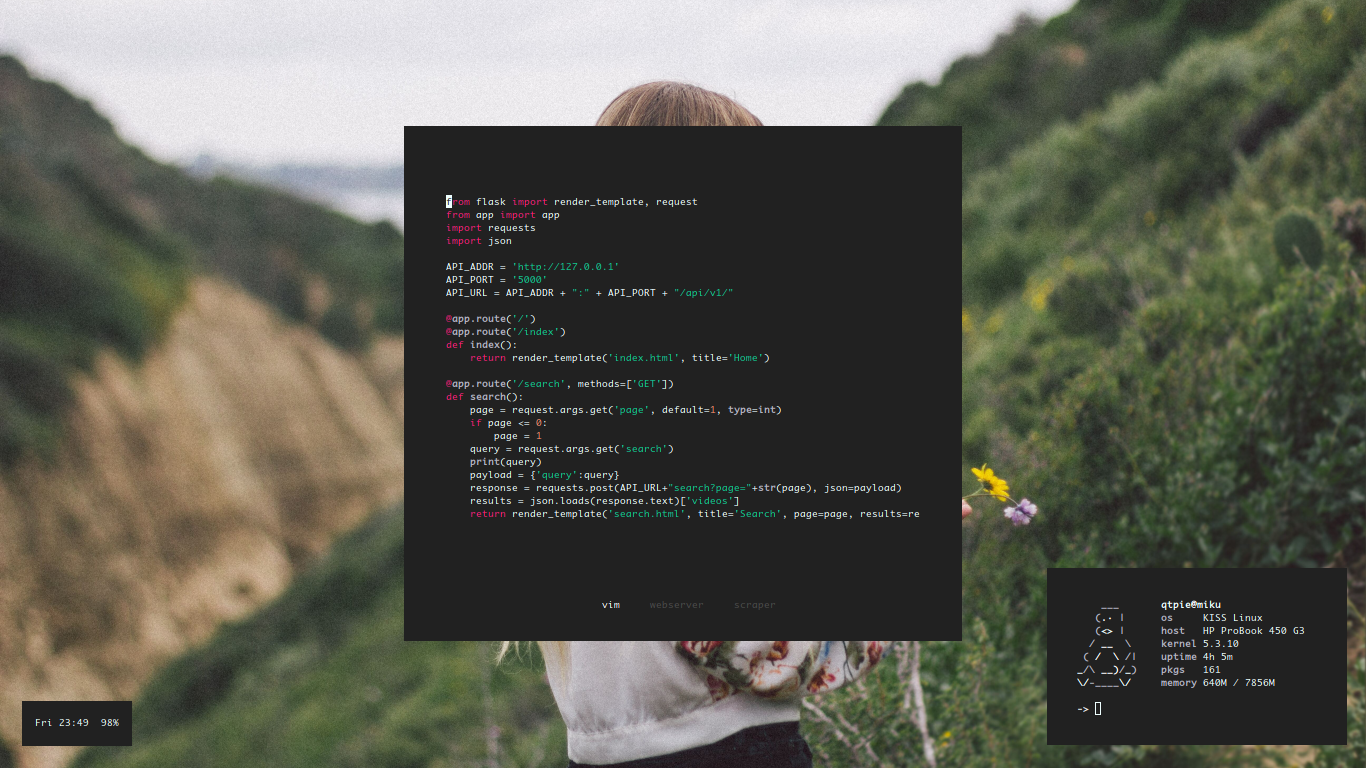 from flask import render_template, request
from app import app
import requests
import json
API_ADDR = 'http://127.0.0.1'
API_PORT = '5000'
API_URL = API_ADDR + ":" + API_PORT + "/api/v1/"
@app.route('/')
@app.route('/index')
def index():
    return render_template('index.html', title='Home')
@app.route('/search', methods=['GET'])
def search():
    page = request.args.get('page', default=1, type=int)
    if page <= 0:
        page = 1
    query = request.args.get('search')
    print(query)
    payload = {'query':query}
    response = requests.post(API_URL+"search?page="+str(page), json=payload)
    results = json.loads(response.text)['videos']
    return render_template('search.html', title='Search', page=page, results=re
vim webserver scraper
    ___       qtpie@miku
   (.· |      os     KISS Linux
   (<> |      host   HP ProBook 450 G3
  / __  \     kernel 5.3.10
 ( /  \ /|    uptime 4h 5m
_/\ __)/_)    pkgs   161
\/-____\/     memory 640M / 7856M
->
Fri 23:49 98%